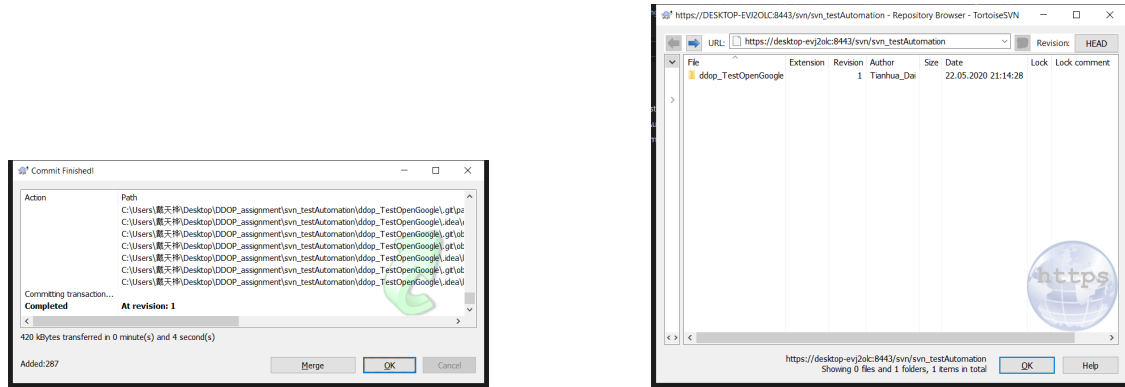 Commit Finished!
Action Path
C:\Users\戴天桦\Desktop\DDOP_assignment\svn_testAutomation\ddop_TestOpenGoogle\.git\pa
C:\Users\戴天桦\Desktop\DDOP_assignment\svn_testAutomation\ddop_TestOpenGoogle\.idea\
C:\Users\戴天桦\Desktop\DDOP_assignment\svn_testAutomation\ddop_TestOpenGoogle\.git\ob
C:\Users\戴天桦\Desktop\DDOP_assignment\svn_testAutomation\ddop_TestOpenGoogle\.git\ob
C:\Users\戴天桦\Desktop\DDOP_assignment\svn_testAutomation\ddop_TestOpenGoogle\.idea\l
C:\Users\戴天桦\Desktop\DDOP_assignment\svn_testAutomation\ddop_TestOpenGoogle\.git\ob
C:\Users\戴天桦\Desktop\DDOP_assignment\svn_testAutomation\ddop_TestOpenGoogle\.idea\l
Committing transaction...
Completed At revision: 1
420 kBytes transferred in 0 minute(s) and 4 second(s)
Added:287
Merge OK Cancel
https://DESKTOP-EVJ2OLC:8443/svn/svn_testAutomation - Repository Browser - TortoiseSVN
URL: https://desktop-evj2olc:8443/svn/svn_testAutomation Revision: HEAD
File Extension Revision Author Size Date Lock Lock comment
ddop_TestOpenGoogle 1 Tianhua_Dai 22.05.2020 21:14:28
https
https://desktop-evj2olc:8443/svn/svn_testAutomation
Showing 0 files and 1 folders, 1 items in total
OK Help